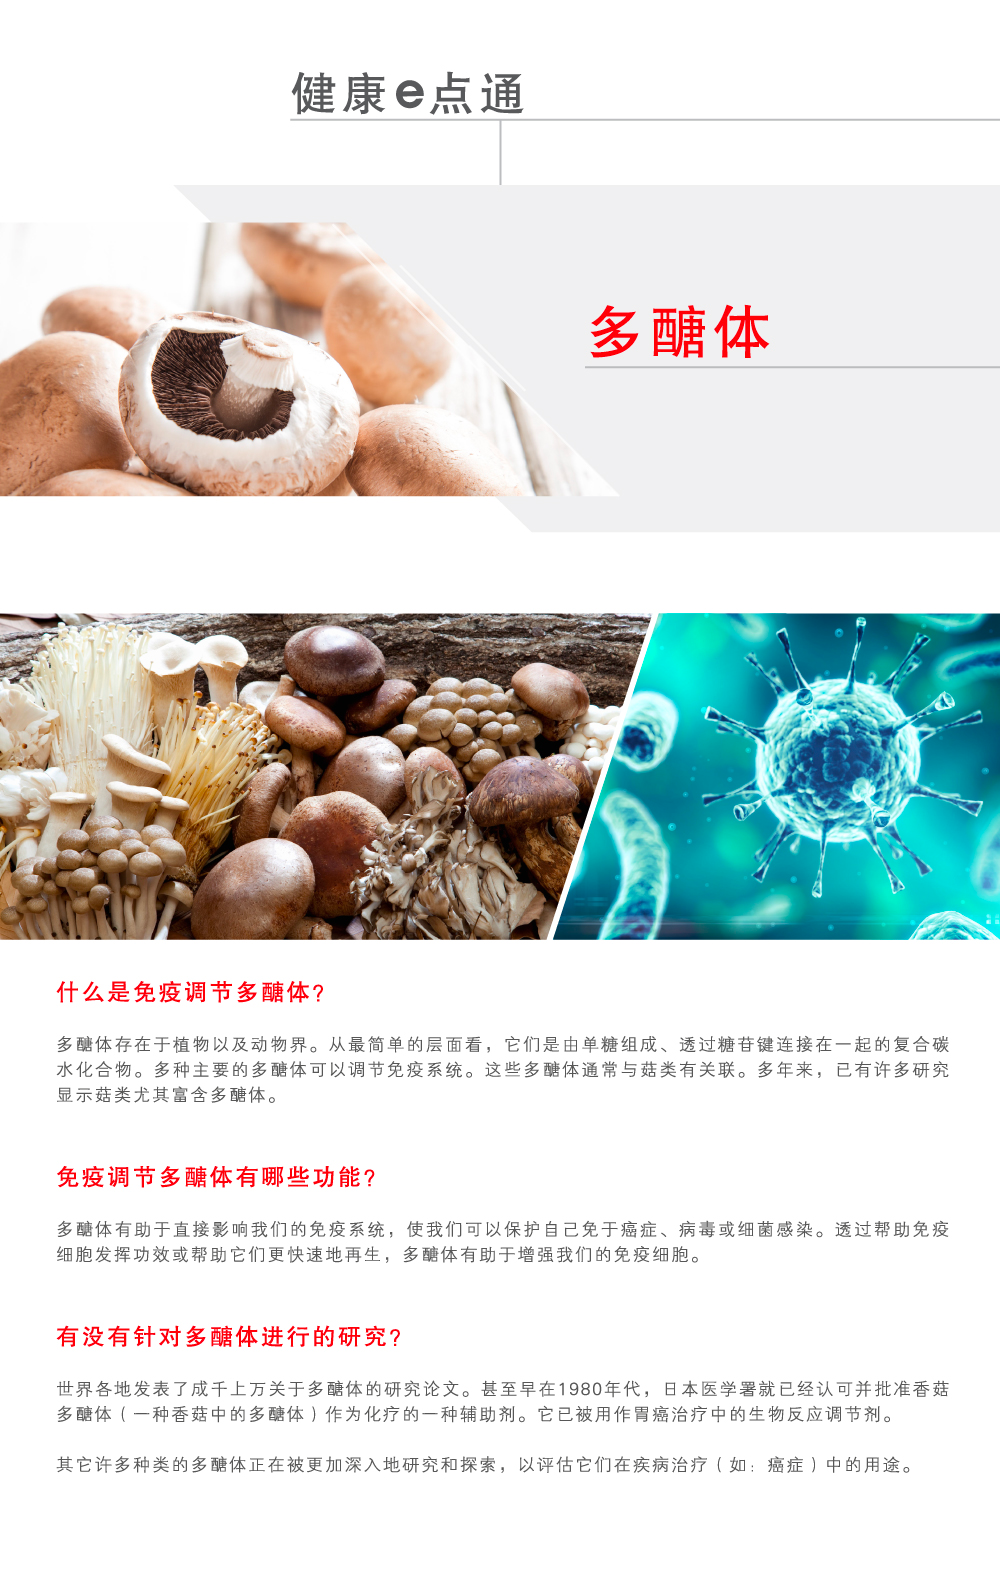 健康e点通
多醣体
什么是免疫调节多醣体?
多醣体存在于植物以及动物界。从最简单的层面看，它们是由单糖组成、透过糖苷键连接在一起的复合碳
水化合物。多种主要的多醣体可以调节免疫系统。这些多醣体通常与菇类有关联。多年来，已有许多研究
显示菇类尤其富含多醣体。
免疫调节多醣体有哪些功能?
多醣体有助于直接影响我们的免疫系统，使我们可以保护自己免于癌症、病毒或细菌感染。透过帮助免疫
细胞发挥功效或帮助它们更快速地再生，多醣体有助于增强我们的免疫细胞。
有没有针对多醣体进行的研究?
世界各地发表了成千上万关于多醣体的研究论文。甚至早在1980年代，日本医学署就已经认可并批准香菇
多醣体（一种香菇中的多醣体）作为化疗的一种辅助剂。它已被用作胃癌治疗中的生物反应调节剂。
其它许多种类的多醣体正在被更加深入地研究和探索，以评估它们在疾病治疗（如：癌症）中的用途。